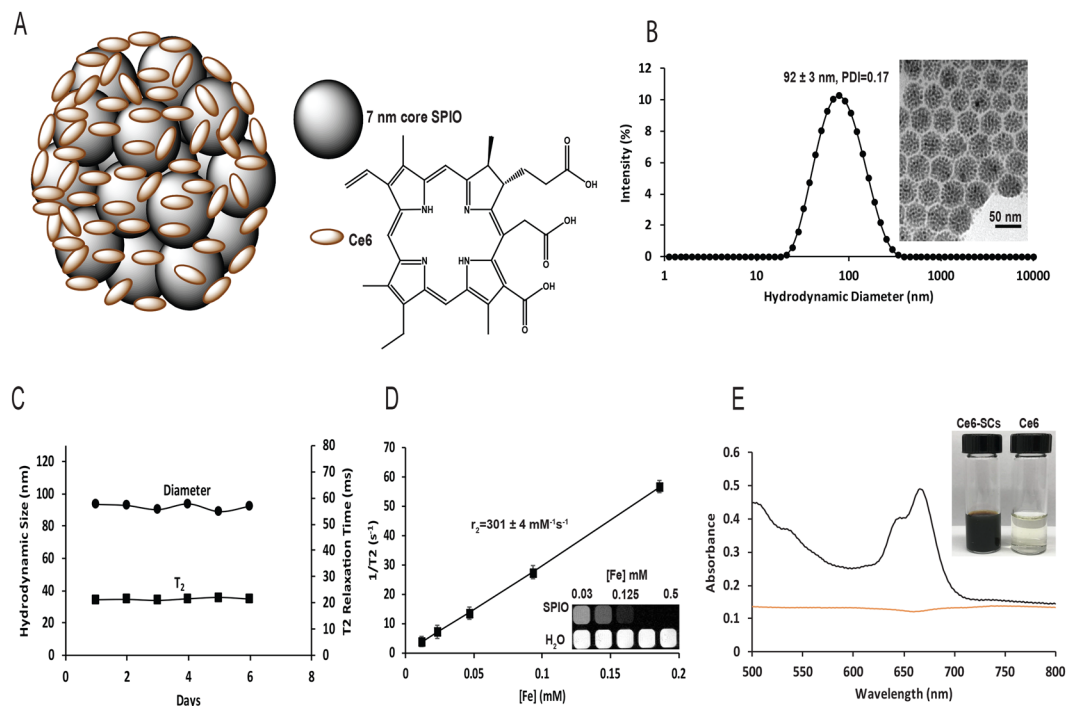 A
7 nm core SPIO
Ce6
NH
N
N
HN
O
OH
OH
O
OH
O
B
92 ± 3 nm, PDI=0.17
Intensity (%)
12
10
8
6
4
2
0
1
10
100
1000
10000
Hydrodynamic Diameter (nm)
50 nm
C
Hydrodynamic Size (nm)
120
100
80
60
40
20
0
Diameter
T2
80
70
60
50
40
30
20
10
0
T2 Relaxation Time (ms)
0
2
4
6
8
Days
D
1/T2 (s-1)
70
60
50
40
30
20
10
0
r2=301 ± 4 mM-1s-1
[Fe] mM
0.03 0.125 0.5
SPIO
H2O
0
0.05
0.1
0.15
0.2
[Fe] (mM)
E
Ce6-SCs Ce6
Absorbance
0.6
0.5
0.4
0.3
0.2
0.1
0
500
550
600
650
700
750
800
Wavelength (nm)